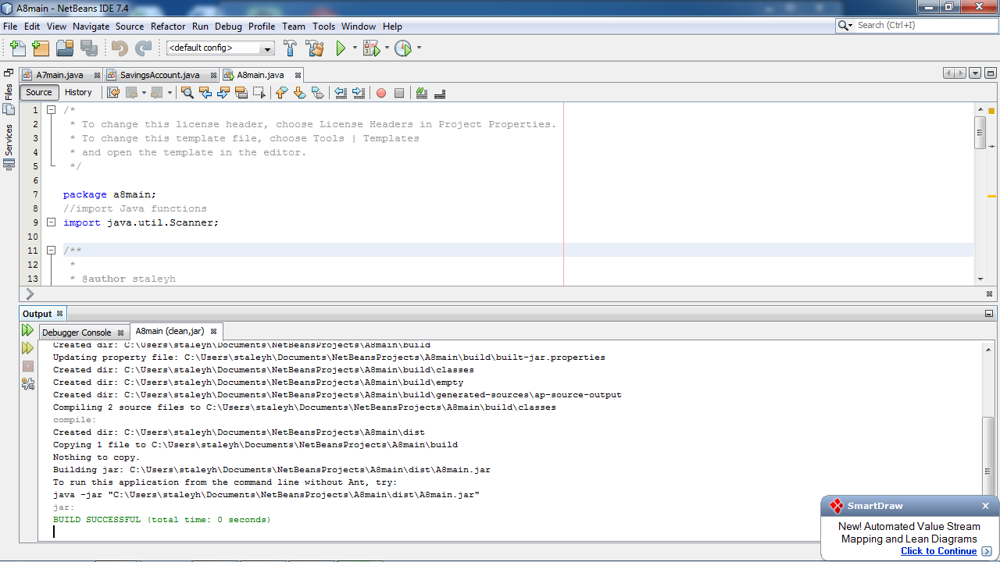 A8main - NetBeans IDE 7.4
File Edit View Navigate Source Refactor Run Debug Profile Team Tools Window Help
Search (Ctrl+I)
<default config>
A7main.java SavingsAccount.java A8main.java
Files
Services
Source History
1 /*
2 * To change this license header, choose License Headers in Project Properties.
3 * To change this template file, choose Tools | Templates
4 * and open the template in the editor.
5 */
6
7 package a8main;
8 //import Java functions
9 import java.util.Scanner;
10
11 /**
12 *
13 * @author staleyh
Output
Debugger Console A8main (clean,jar)
Created dir: C:\Users\staleyh\Documents\NetBeansProjects\A8main\build
Updating property file: C:\Users\staleyh\Documents\NetBeansProjects\A8main\build\built-jar.properties
Created dir: C:\Users\staleyh\Documents\NetBeansProjects\A8main\build\classes
Created dir: C:\Users\staleyh\Documents\NetBeansProjects\A8main\build\empty
Created dir: C:\Users\staleyh\Documents\NetBeansProjects\A8main\build\generated-sources\ap-source-output
Compiling 2 source files to C:\Users\staleyh\Documents\NetBeansProjects\A8main\build\classes
compile:
Created dir: C:\Users\staleyh\Documents\NetBeansProjects\A8main\dist
Copying 1 file to C:\Users\staleyh\Documents\NetBeansProjects\A8main\build
Nothing to copy.
Building jar: C:\Users\staleyh\Documents\NetBeansProjects\A8main\dist\A8main.jar
To run this application from the command line without Ant, try:
java -jar "C:\Users\staleyh\Documents\NetBeansProjects\A8main\dist\A8main.jar"
jar:
BUILD SUCCESSFUL (total time: 0 seconds)
SmartDraw
New! Automated Value Stream
Mapping and Lean Diagrams
Click to Continue